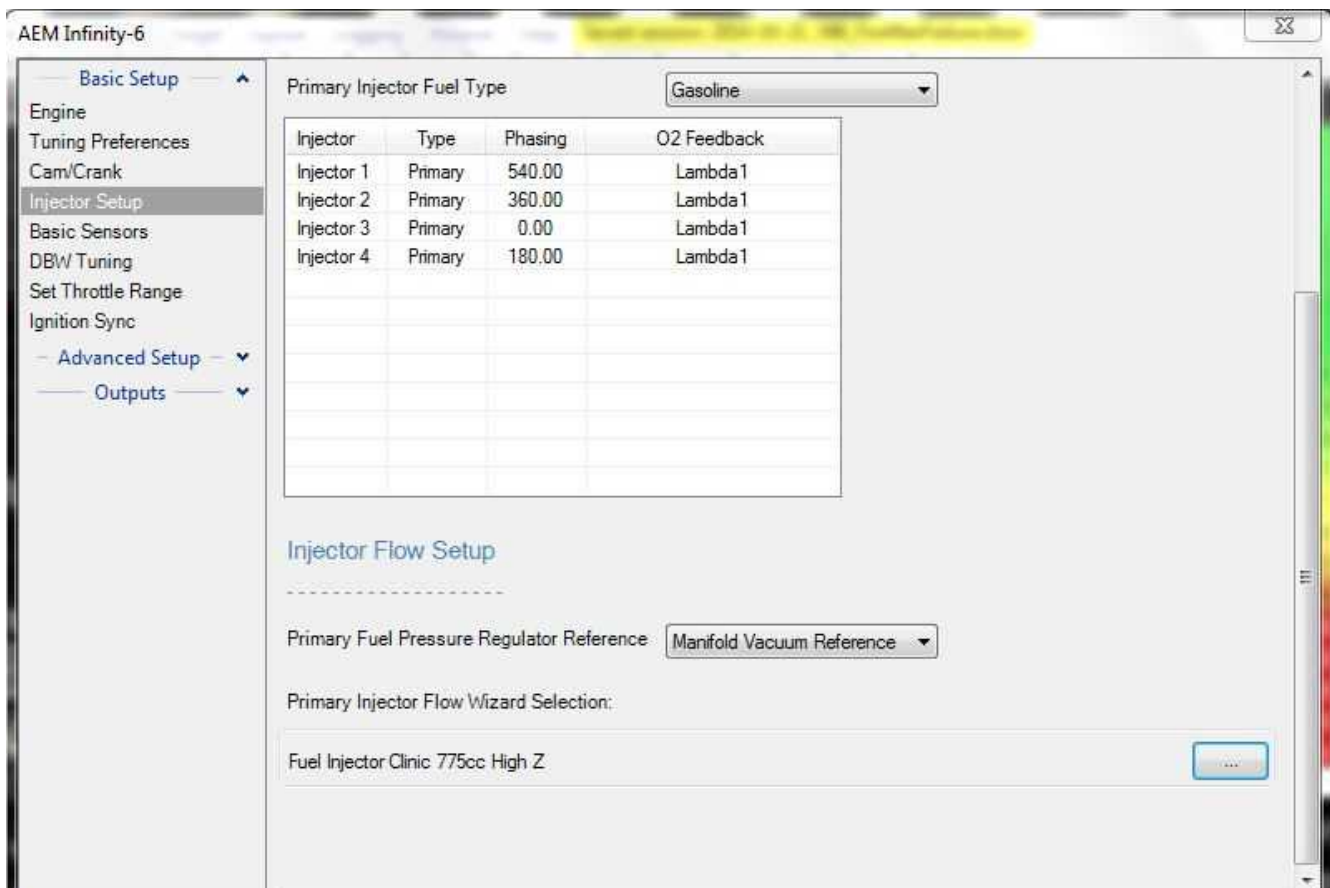 AEM Infinity-6
Basic Setup
Engine
Tuning Preferences
Cam/Crank
Injector Setup
Basic Sensors
DBW Tuning
Set Throttle Range
Ignition Sync
Advanced Setup
Outputs
Primary Injector Fuel Type Gasoline
Injector Type Phasing O2 Feedback
Injector 1 Primary 540.00 Lambda1
Injector 2 Primary 360.00 Lambda1
Injector 3 Primary 0.00 Lambda1
Injector 4 Primary 180.00 Lambda1
Injector Flow Setup
--------------------
Primary Fuel Pressure Regulator Reference Manifold Vacuum Reference
Primary Injector Flow Wizard Selection:
Fuel Injector Clinic 775cc High Z ...